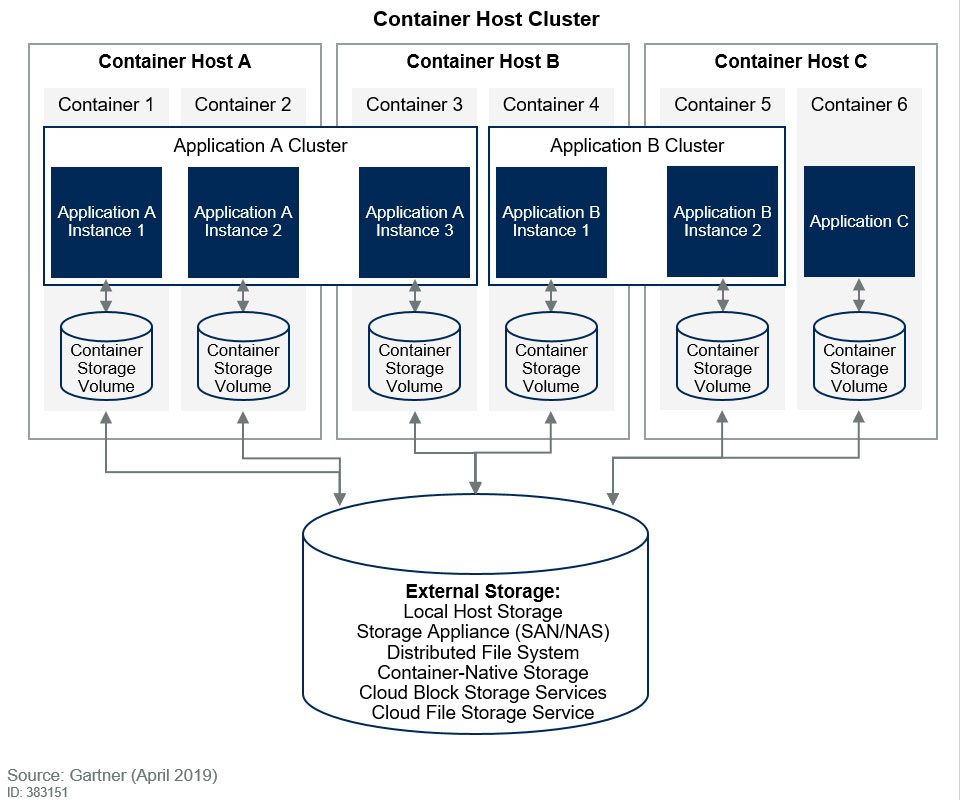 Container Host Cluster
Container Host A
Container Host B
Container Host C
Container 1
Container 2
Container 3
Container 4
Container 5
Container 6
Application A Cluster
Application B Cluster
Application A
Instance 1
Application A
Instance 2
Application A
Instance 3
Application B
Instance 1
Application B
Instance 2
Application C
Container
Storage
Volume
Container
Storage
Volume
Container
Storage
Volume
Container
Storage
Volume
Container
Storage
Volume
Container
Storage
Volume
External Storage:
Local Host Storage
Storage Appliance (SAN/NAS)
Distributed File System
Container-Native Storage
Cloud Block Storage Services
Cloud File Storage Service
Source: Gartner (April 2019)
ID: 383151